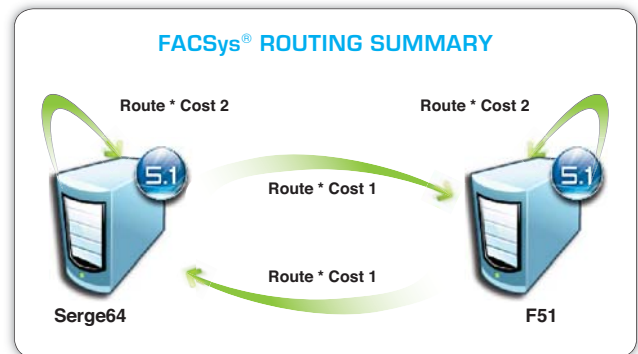 FACSys® ROUTING SUMMARY
Route * Cost 2
Route * Cost 2
5.1
5.1
Route * Cost 1
Route * Cost 1
Serge64
F51